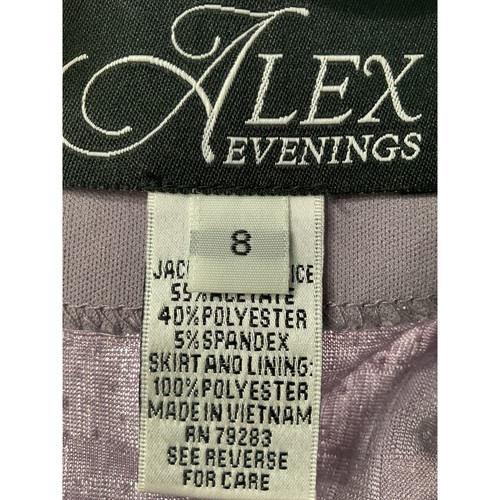 ALEX
EVENINGS
8
55% ACETATE
40% POLYESTER
5% SPANDEX
SKIRT AND LINING:
100% POLYESTER
MADE IN VIETNAM
RN 79283
SEE REVERSE
FOR CARE